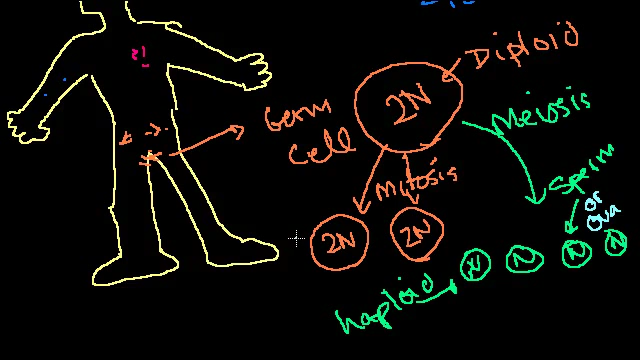 Diploid
2N
Germ
Cell
Meiosis
Mitosis
Sperm
or
Ova
2N
2N
N
N
N
haploid